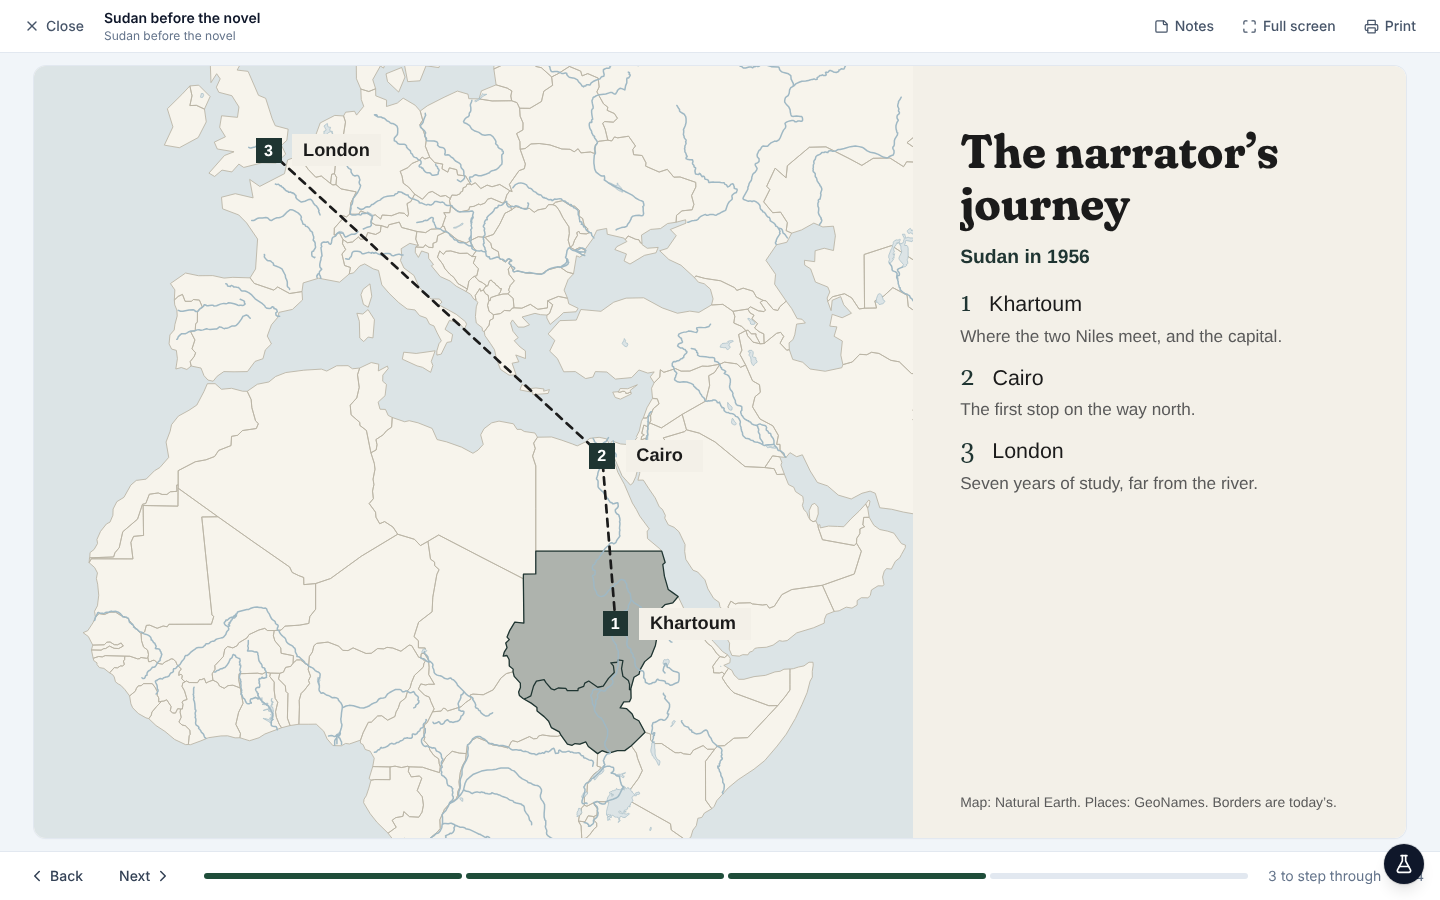 Close
Sudan before the novel
Sudan before the novel
Notes
Full screen
Print
3
London
2
Cairo
1
Khartoum
The narrator’s
journey
Sudan in 1956
1 Khartoum
Where the two Niles meet, and the capital.
2 Cairo
The first stop on the way north.
3 London
Seven years of study, far from the river.
Map: Natural Earth. Places: GeoNames. Borders are today’s.
Back
Next
3 to step through